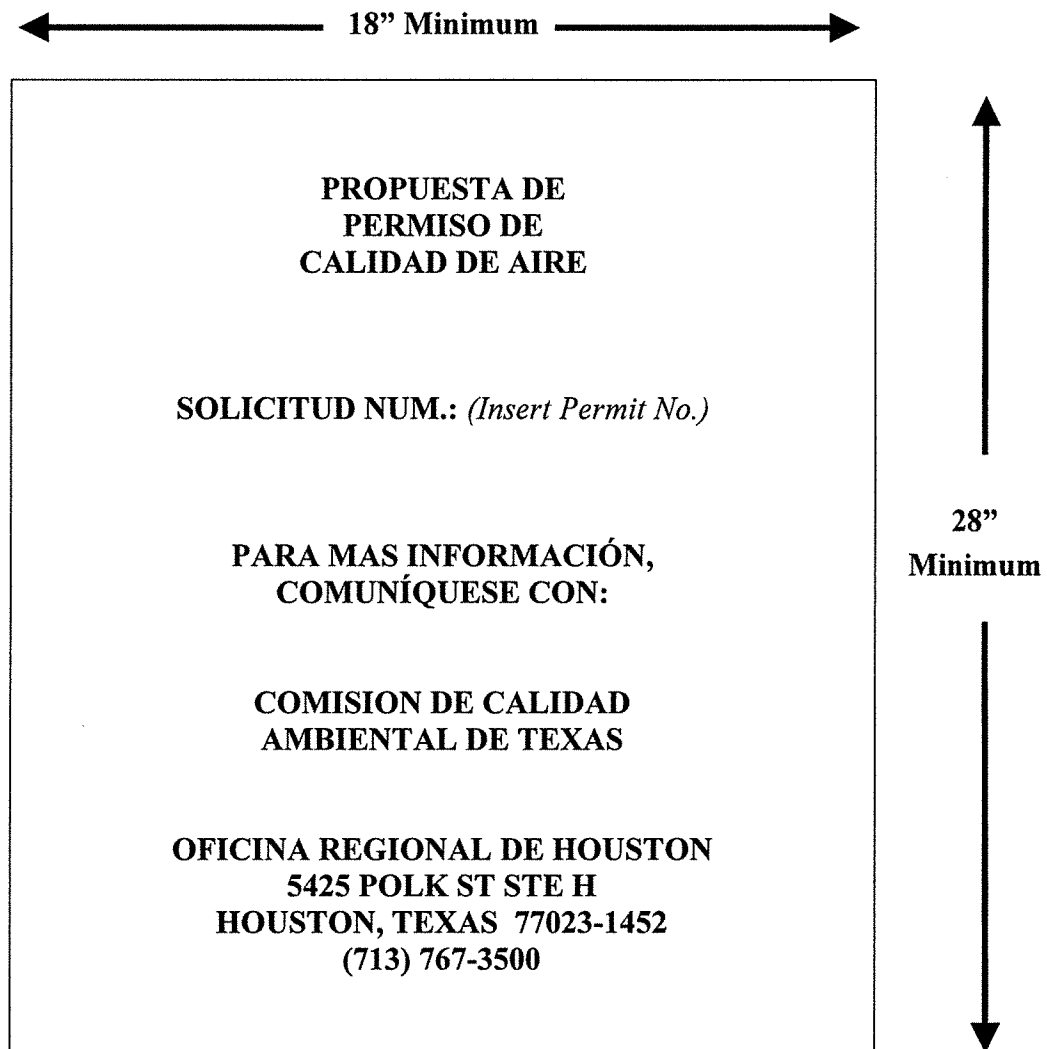 18” Minimum
PROPUESTA DE
PERMISO DE
CALIDAD DE AIRE
SOLICITUD NUM.: (Insert Permit No.)
PARA MAS INFORMACIÓN,
COMUNÍQUESE CON:
COMISION DE CALIDAD
AMBIENTAL DE TEXAS
OFICINA REGIONAL DE HOUSTON
5425 POLK ST STE H
HOUSTON, TEXAS 77023-1452
(713) 767-3500
28”
Minimum